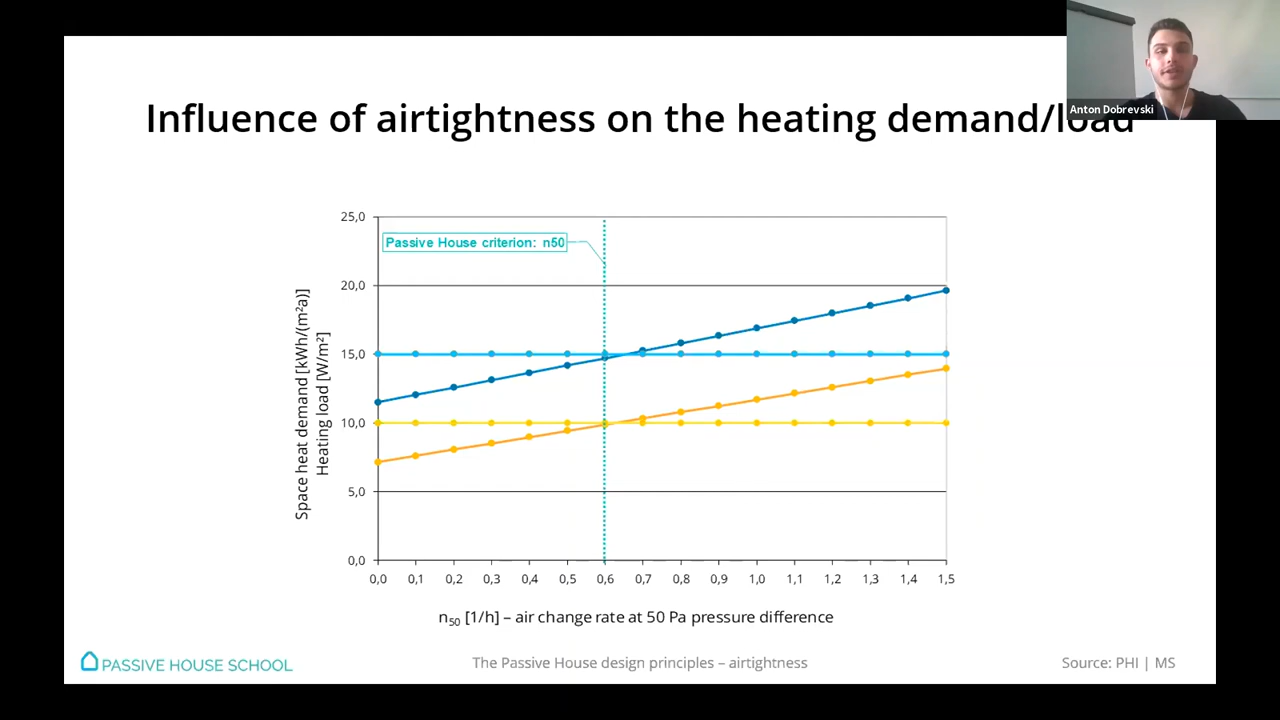 Anton Dobrevski
Influence of airtightness on the heating demand/load
25,0
Passive House criterion: n50
20,0
15,0
10,0
5,0
0,0
Space heat demand [kWh/(m²a)]
Heating load [W/m²]
0,0 0,1 0,2 0,3 0,4 0,5 0,6 0,7 0,8 0,9 1,0 1,1 1,2 1,3 1,4 1,5
n₅₀ [1/h] – air change rate at 50 Pa pressure difference
PASSIVE HOUSE SCHOOL
The Passive House design principles – airtightness
Source: PHI | MS